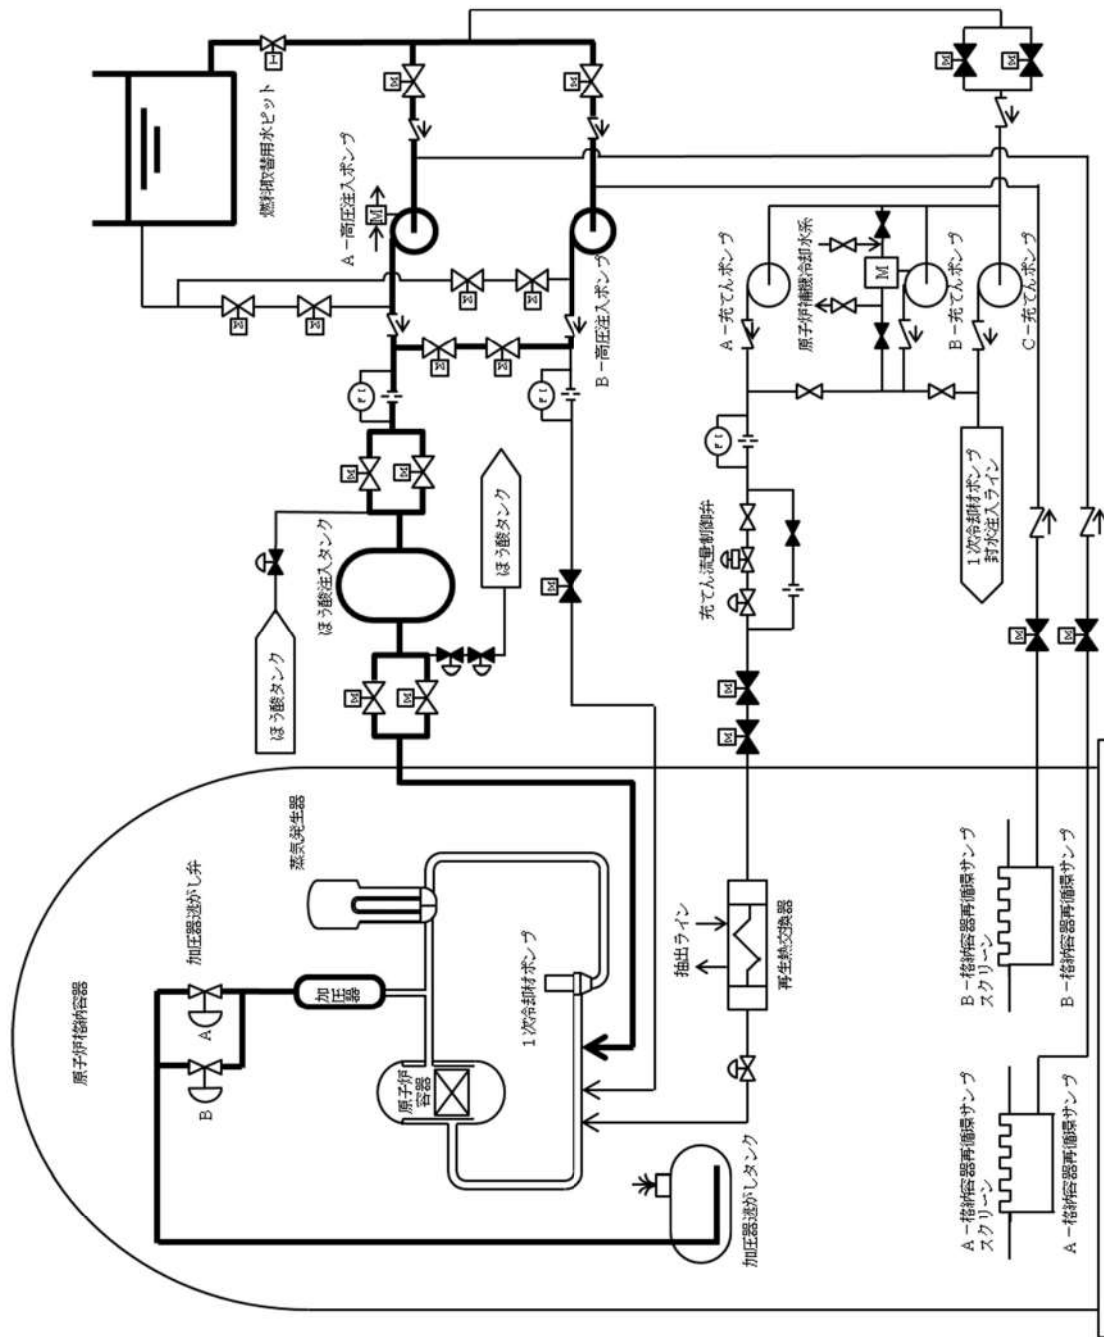 燃料取替用水ピット
A－高圧注入ポンプ
M
B－高圧注入ポンプ
M
M
M
M
M
M
M
M
M
FI
FI
M
M
ほう酸タンク
ほう酸注入タンク
ほう酸タンク
M
M
M
M
M
A－充てんポンプ
原子炉補機冷却水系
M
B－充てんポンプ
C－充てんポンプ
FI
充てん流量制御弁
1次冷却材ポンプ
封水注入ライン
M
M
M
M
原子炉格納容器
加圧器逃がし弁
A
B
加圧器
蒸気発生器
原子炉
容器
1次冷却材ポンプ
加圧器逃がしタンク
抽出ライン
再生熱交換器
B－格納容器再循環サンプ
スクリーン
B－格納容器再循環サンプ
A－格納容器再循環サンプ
スクリーン
A－格納容器再循環サンプ